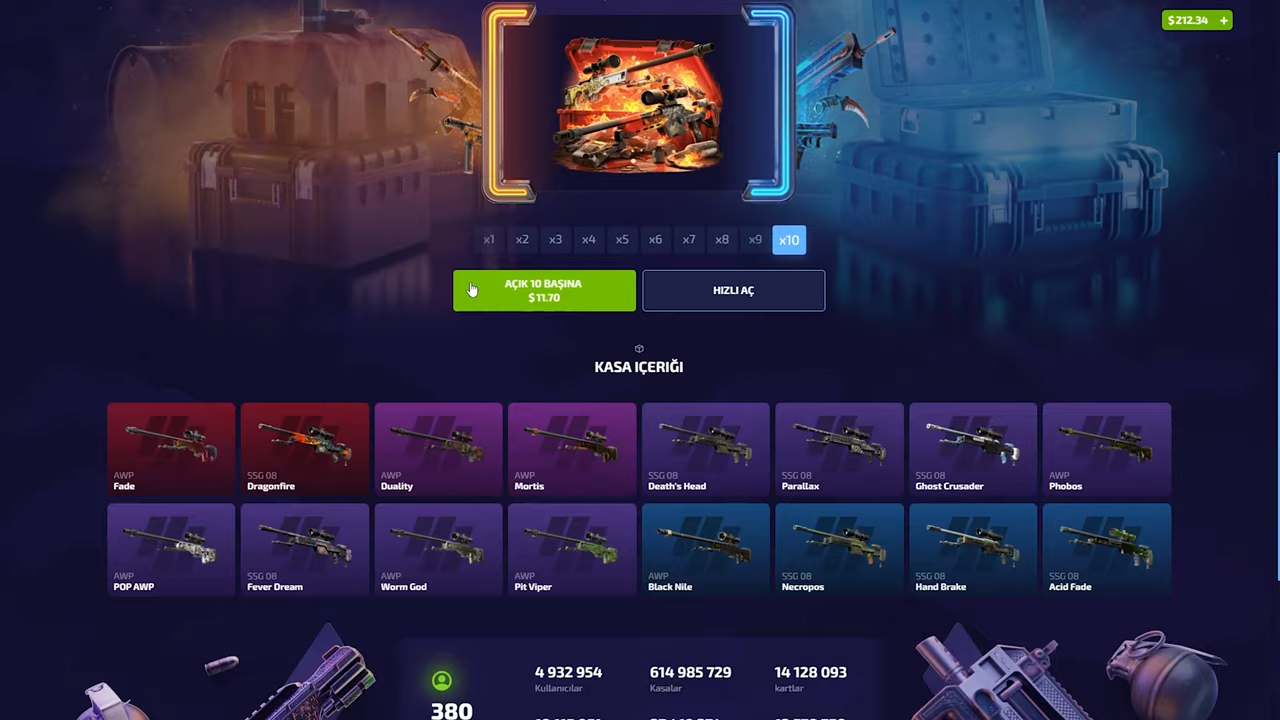 $212.34 +
x1 x2 x3 x4 x5 x6 x7 x8 x9 x10
AÇIK 10 BAŞINA
$11.70
HIZLI AÇ
KASA IÇERIĞI
AWP
Fade
SSG 08
Dragonfire
AWP
Duality
AWP
Mortis
SSG 08
Death's Head
SSG 08
Parallax
SSG 08
Ghost Crusader
AWP
Phobos
AWP
POP AWP
SSG 08
Fever Dream
AWP
Worm God
AWP
Pit Viper
AWP
Black Nile
SSG 08
Necropos
SSG 08
Hand Brake
SSG 08
Acid Fade
4 932 954
Kullanıcılar
614 985 729
Kasalar
14 128 093
kartlar
380